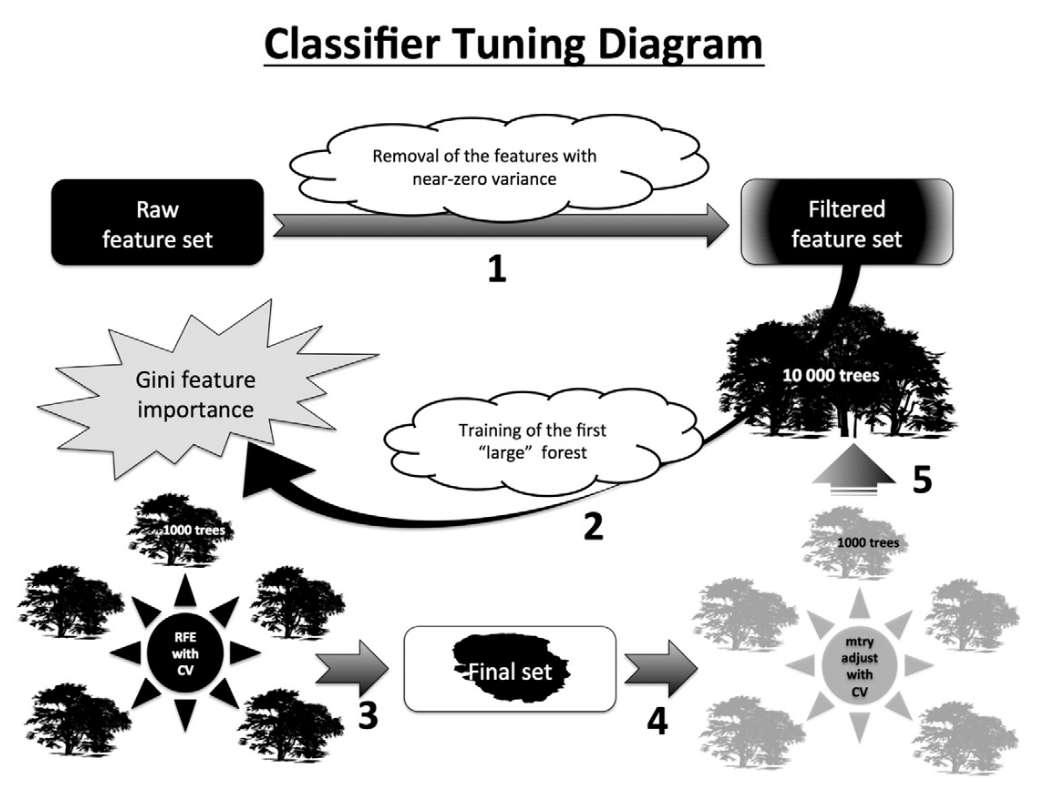 Classifier Tuning Diagram
Removal of the features with
near-zero variance
Raw
feature set
Filtered
feature set
1
Gini feature
importance
10 000 trees
Training of the first
“large” forest
2
5
1000 trees
1000 trees
RFE
with
CV
3
Final set
4
mtry
adjust
with
CV